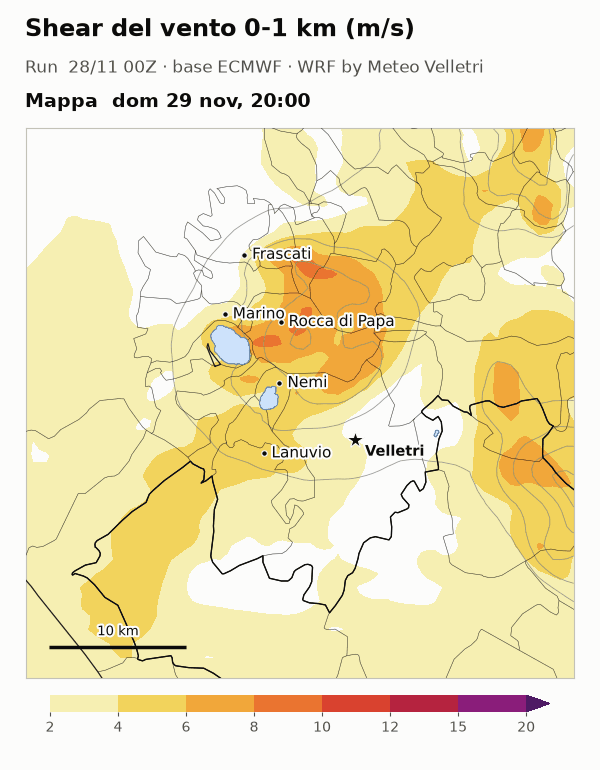 Shear del vento 0-1 km (m/s)
Run  28/11 00Z · base ECMWF · WRF by Meteo Velletri
Mappa  dom 29 nov, 20:00
Frascati
Marino
Rocca di Papa
Nemi
Velletri
Lanuvio
10 km
2 4 6 8 10 12 15 20